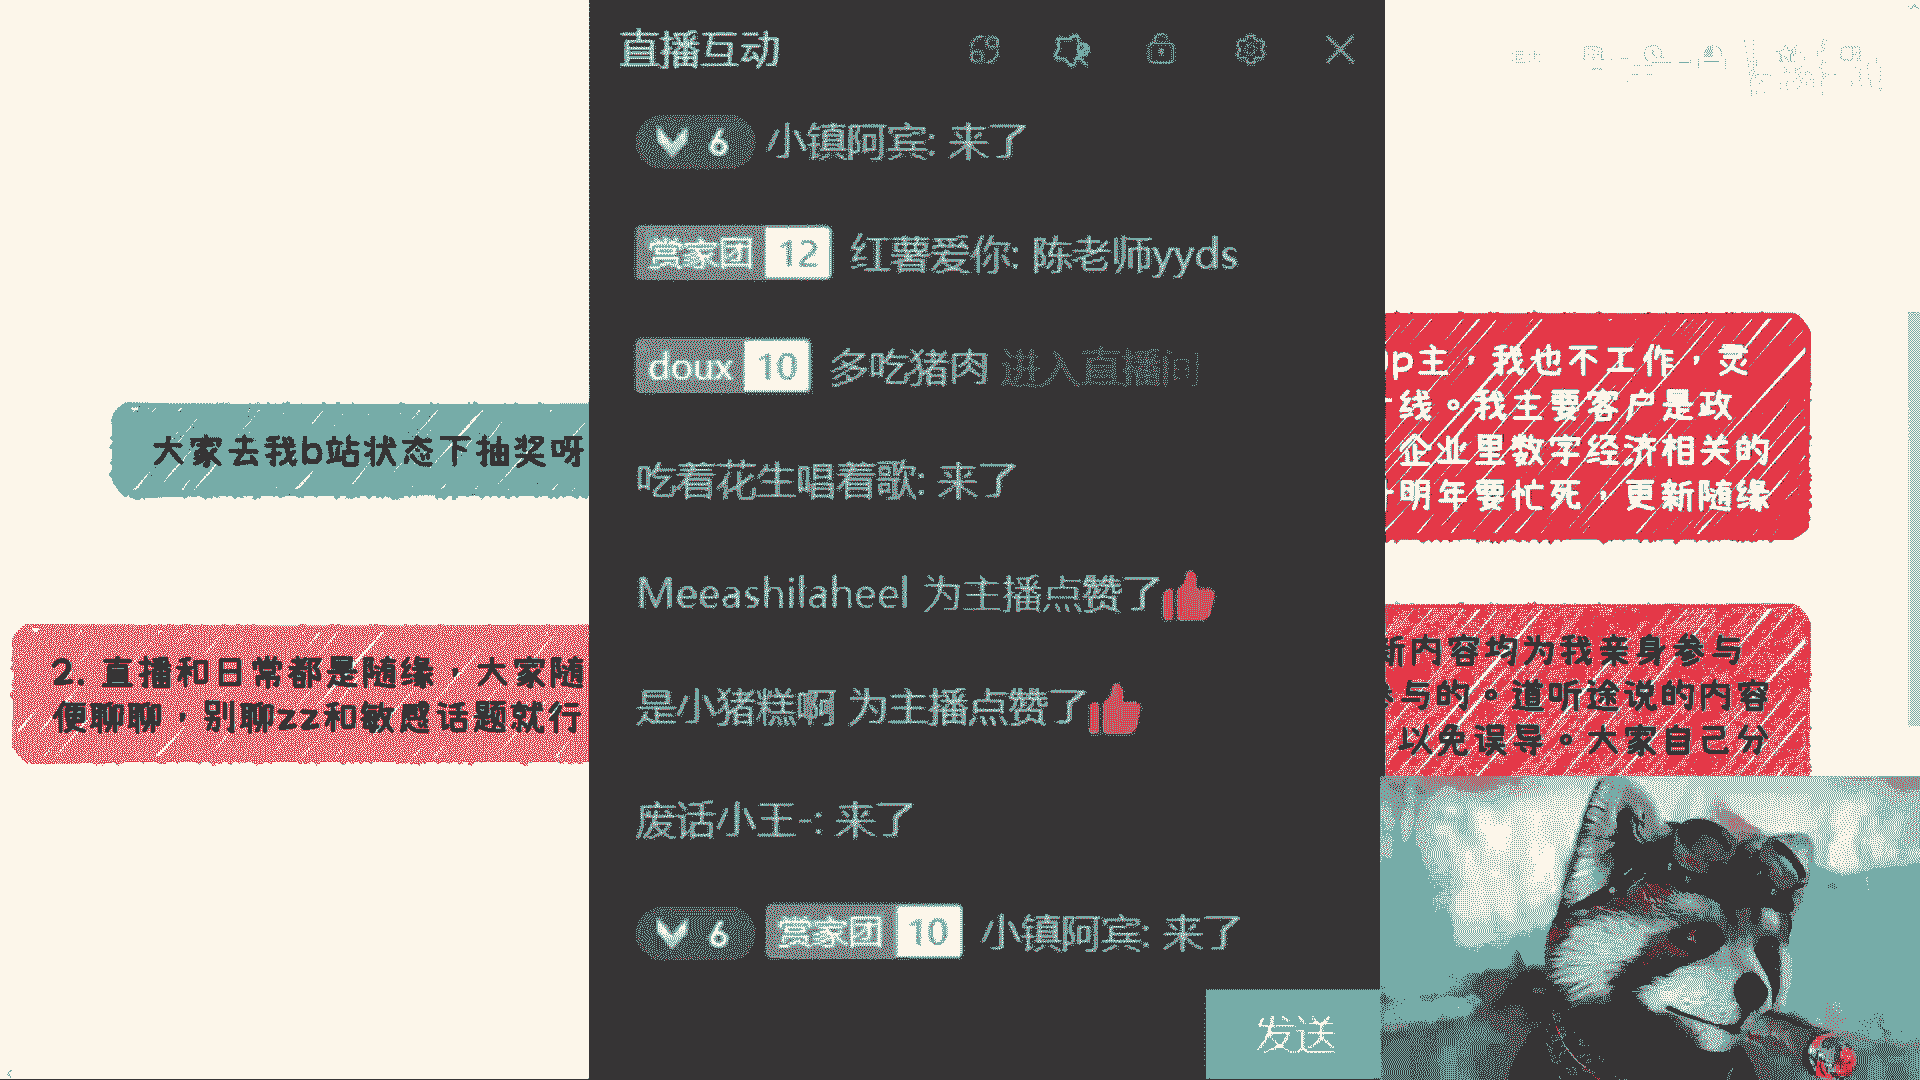 直播互动
6 小镇阿宾: 来了
赏家团 12 红薯爱你: 陈老师yyds
doux 10 多吃猪肉 进入直播间
吃着花生唱着歌: 来了
Meeashilaheel 为主播点赞了
是小猪糕啊 为主播点赞了
废话小王-: 来了
6 赏家团 10 小镇阿宾: 来了
发送
大家去我b站状态下抽奖呀
2. 直播和日常都是随缘，大家随
便聊聊，别聊zz和敏感话题就行
up主，我也不工作，灵
线。我主要客户是政
企业里数字经济相关的
明年要忙死，更新随缘
新内容均为我亲身参与
参与的。道听途说的内容
以免误导。大家自己分